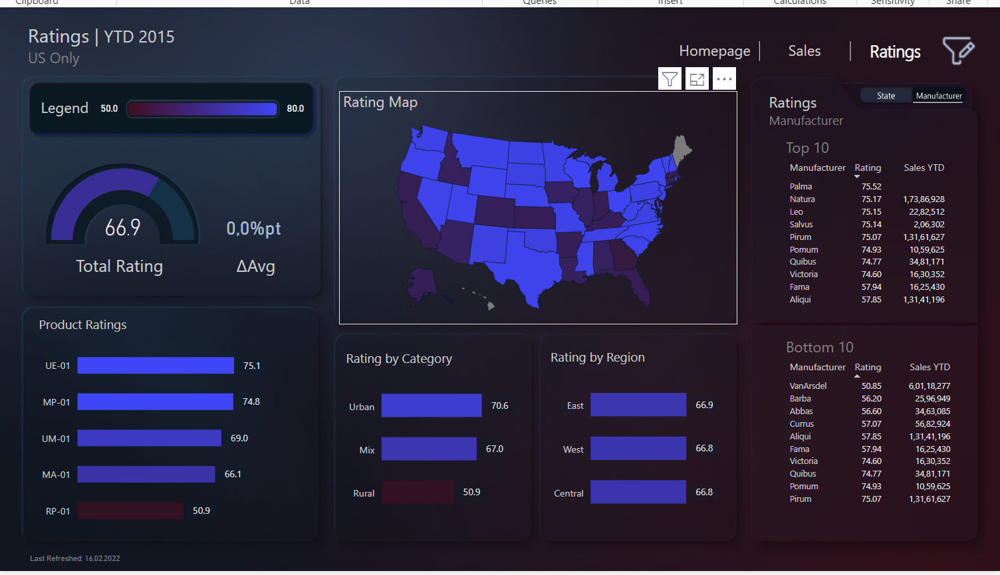 Clipboard Data Queries Insert Calculations Sensitivity Share
Ratings | YTD 2015
US Only
Homepage Sales Ratings
Legend 50.0 80.0
66.9
Total Rating
0,0%pt
ΔAvg
Rating Map
State Manufacturer
Ratings
Manufacturer
Top 10
Manufacturer Rating Sales YTD
Palma 75.52
Natura 75.17 1,73,86,928
Leo 75.15 22,82,512
Salvus 75.14 2,06,302
Pirum 75.07 1,31,61,627
Pomum 74.93 10,59,625
Quibus 74.77 34,81,171
Victoria 74.60 16,30,352
Fama 57.94 16,25,430
Aliqui 57.85 1,31,41,196
Product Ratings
UE-01 75.1
MP-01 74.8
UM-01 69.0
MA-01 66.1
RP-01 50.9
Rating by Category
Urban 70.6
Mix 67.0
Rural 50.9
Rating by Region
East 66.9
West 66.8
Central 66.8
Bottom 10
Manufacturer Rating Sales YTD
VanArsdel 50.85 6,01,18,277
Barba 56.20 25,96,949
Abbas 56.60 34,63,085
Currus 57.07 56,82,924
Aliqui 57.85 1,31,41,196
Fama 57.94 16,25,430
Victoria 74.60 16,30,352
Quibus 74.77 34,81,171
Pomum 74.93 10,59,625
Pirum 75.07 1,31,61,627
Last Refreshed: 16.02.2022